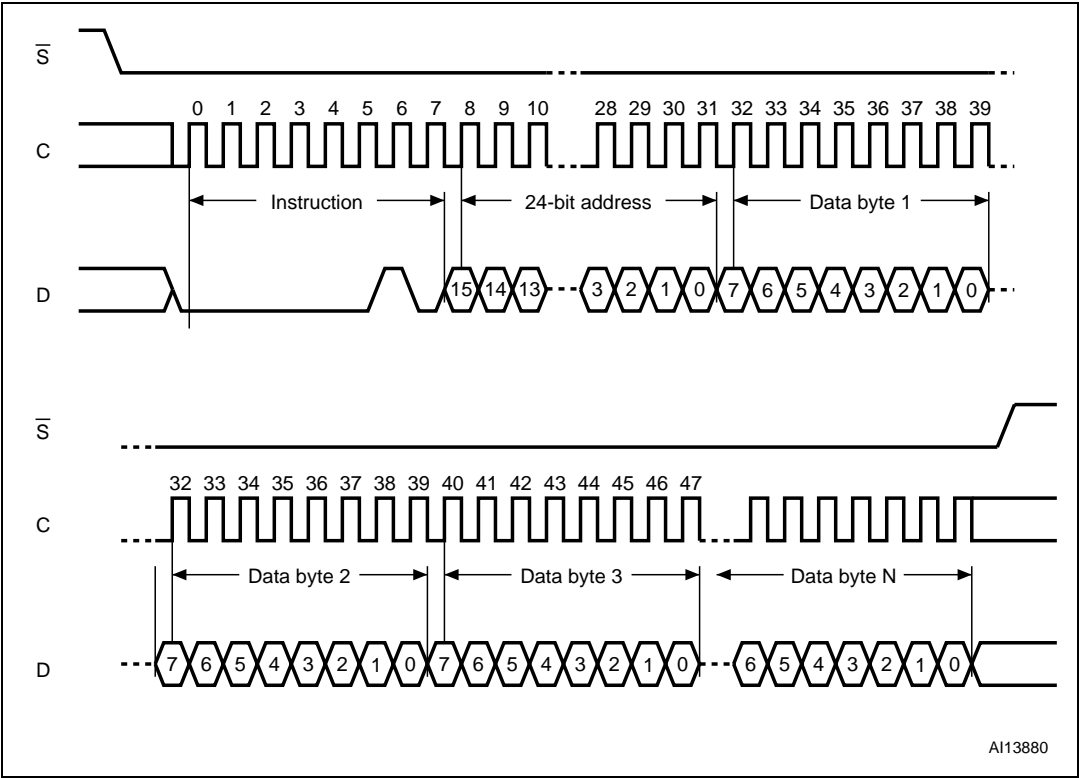 S̅
0 1 2 3 4 5 6 7 8 9 10 28 29 30 31 32 33 34 35 36 37 38 39
C
Instruction 24-bit address Data byte 1
D
15 14 13 3 2 1 0 7 6 5 4 3 2 1 0
S̅
32 33 34 35 36 37 38 39 40 41 42 43 44 45 46 47
C
Data byte 2 Data byte 3 Data byte N
D
7 6 5 4 3 2 1 0 7 6 5 4 3 2 1 0 6 5 4 3 2 1 0
AI13880